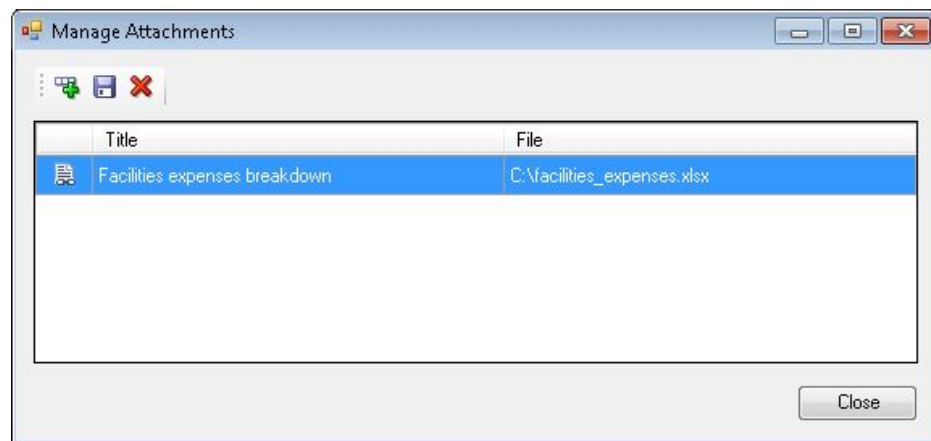 Manage Attachments
Title File
Facilities expenses breakdown C:\facilities_expenses.xlsx
Close